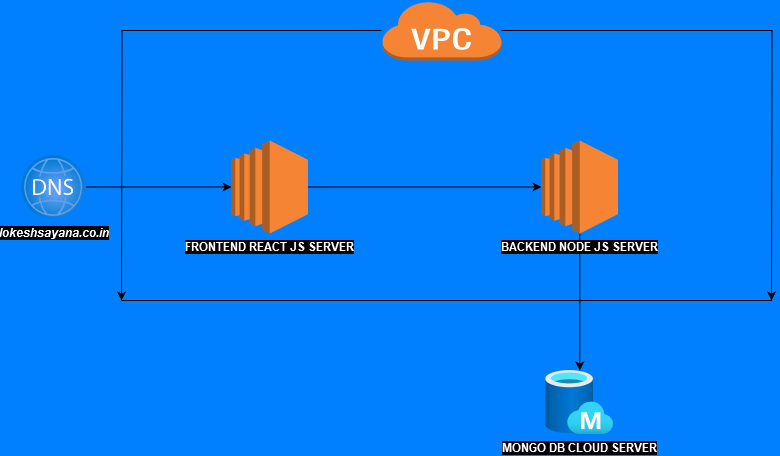 VPC
DNS
lokeshsayana.co.in
FRONTEND REACT JS SERVER
BACKEND NODE JS SERVER
M
MONGO DB CLOUD SERVER